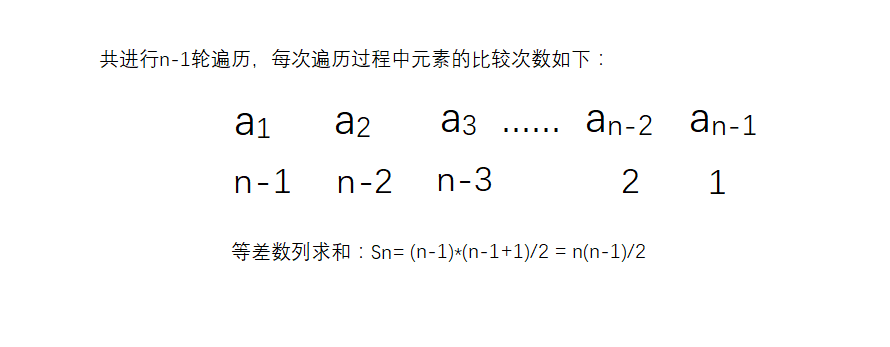 共进行n-1轮遍历，每次遍历过程中元素的比较次数如下：
a1 a2 a3 ...... an-2 an-1
n-1 n-2 n-3 2 1
等差数列求和：Sn= (n-1)*(n-1+1)/2 = n(n-1)/2